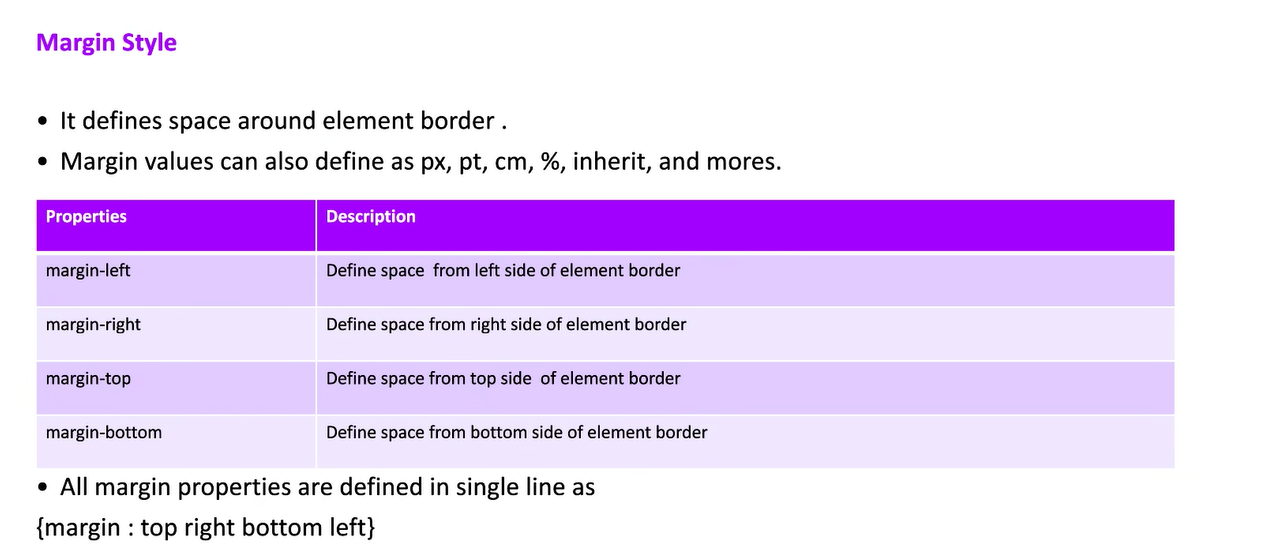 Margin Style
• It defines space around element border .
• Margin values can also define as px, pt, cm, %, inherit, and mores.
Properties Description
margin-left Define space  from left side of element border
margin-right Define space from right side of element border
margin-top Define space from top side  of element border
margin-bottom Define space from bottom side of element border
• All margin properties are defined in single line as
{margin : top right bottom left}